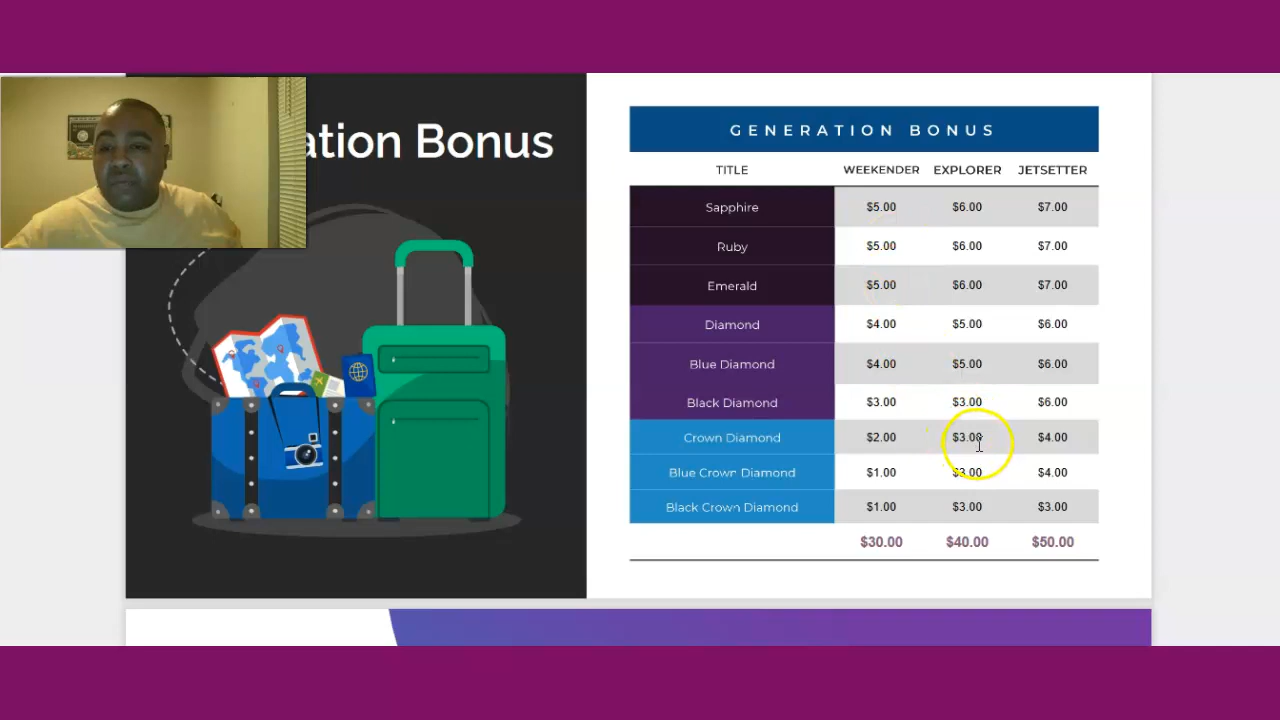 ation Bonus
GENERATION BONUS
TITLE WEEKENDER EXPLORER JETSETTER
Sapphire $5.00 $6.00 $7.00
Ruby $5.00 $6.00 $7.00
Emerald $5.00 $6.00 $7.00
Diamond $4.00 $5.00 $6.00
Blue Diamond $4.00 $5.00 $6.00
Black Diamond $3.00 $3.00 $6.00
Crown Diamond $2.00 $3.00 $4.00
Blue Crown Diamond $1.00 $3.00 $4.00
Black Crown Diamond $1.00 $3.00 $3.00
$30.00 $40.00 $50.00